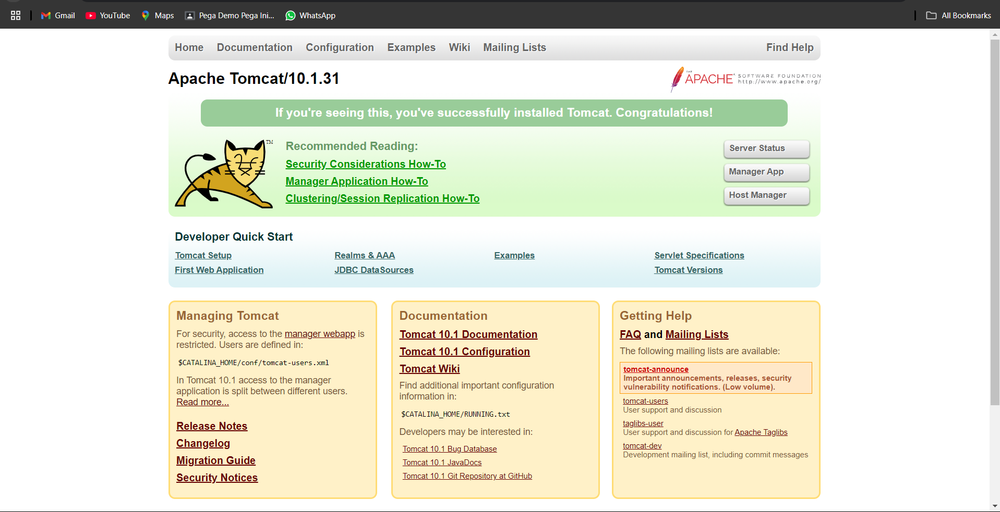 Gmail YouTube Maps Pega Demo Pega Ini... WhatsApp All Bookmarks
Home Documentation Configuration Examples Wiki Mailing Lists Find Help
Apache Tomcat/10.1.31
THE APACHE SOFTWARE FOUNDATION
http://www.apache.org/
If you're seeing this, you've successfully installed Tomcat. Congratulations!
TM
Recommended Reading:
Security Considerations How-To
Manager Application How-To
Clustering/Session Replication How-To
Server Status
Manager App
Host Manager
Developer Quick Start
Tomcat Setup
First Web Application
Realms & AAA
JDBC DataSources
Examples
Servlet Specifications
Tomcat Versions
Managing Tomcat
For security, access to the manager webapp is
restricted. Users are defined in:
$CATALINA_HOME/conf/tomcat-users.xml
In Tomcat 10.1 access to the manager
application is split between different users.
Read more...
Release Notes
Changelog
Migration Guide
Security Notices
Documentation
Tomcat 10.1 Documentation
Tomcat 10.1 Configuration
Tomcat Wiki
Find additional important configuration
information in:
$CATALINA_HOME/RUNNING.txt
Developers may be interested in:
Tomcat 10.1 Bug Database
Tomcat 10.1 JavaDocs
Tomcat 10.1 Git Repository at GitHub
Getting Help
FAQ and Mailing Lists
The following mailing lists are available:
tomcat-announce
Important announcements, releases, security
vulnerability notifications. (Low volume).
tomcat-users
User support and discussion
taglibs-user
User support and discussion for Apache Taglibs
tomcat-dev
Development mailing list, including commit messages